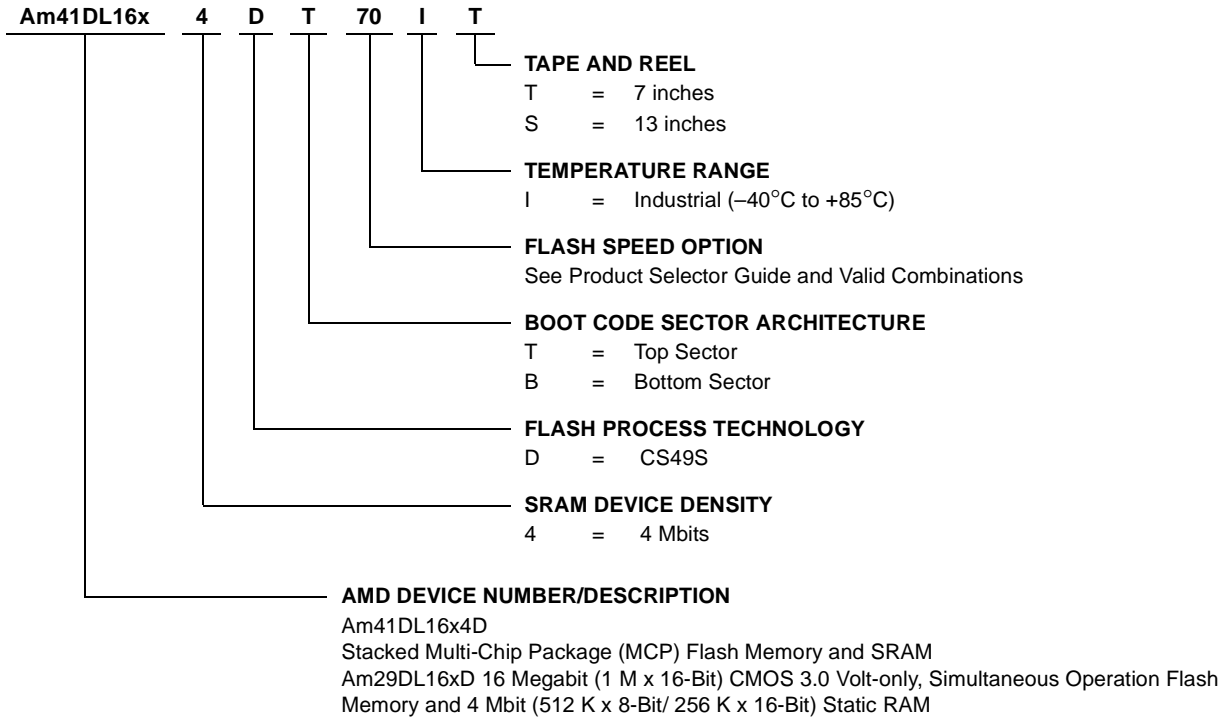 Am41DL16x 4 D T 70 I T
TAPE AND REEL
T = 7 inches
S = 13 inches
TEMPERATURE RANGE
I = Industrial (–40°C to +85°C)
FLASH SPEED OPTION
See Product Selector Guide and Valid Combinations
BOOT CODE SECTOR ARCHITECTURE
T = Top Sector
B = Bottom Sector
FLASH PROCESS TECHNOLOGY
D = CS49S
SRAM DEVICE DENSITY
4 = 4 Mbits
AMD DEVICE NUMBER/DESCRIPTION
Am41DL16x4D
Stacked Multi-Chip Package (MCP) Flash Memory and SRAM
Am29DL16xD 16 Megabit (1 M x 16-Bit) CMOS 3.0 Volt-only, Simultaneous Operation Flash
Memory and 4 Mbit (512 K x 8-Bit/ 256 K x 16-Bit) Static RAM